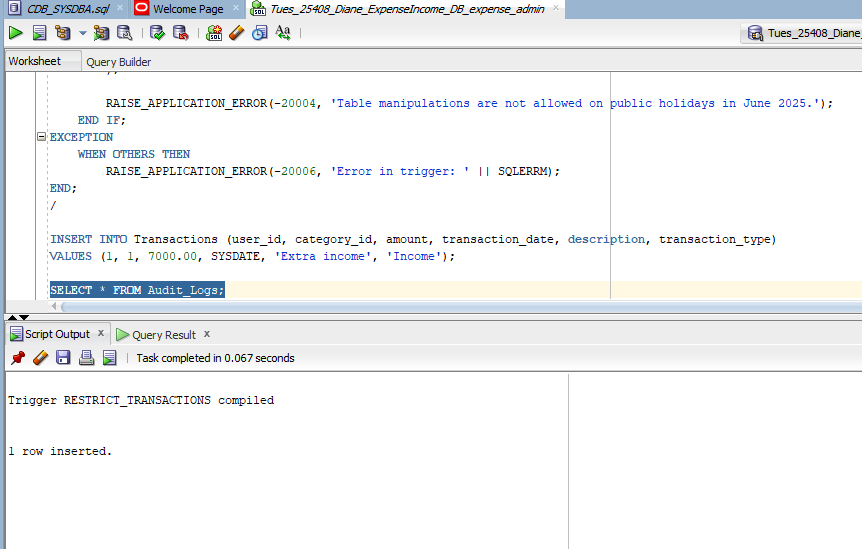 CDB_SYSDBA.sql
Welcome Page
Tues_25408_Diane_ExpenseIncome_DB_expense_admin
Tues_25408_Diane_
Worksheet
Query Builder
RAISE_APPLICATION_ERROR(-20004, 'Table manipulations are not allowed on public holidays in June 2025.');
END IF;
EXCEPTION
WHEN OTHERS THEN
RAISE_APPLICATION_ERROR(-20006, 'Error in trigger: ' || SQLERRM);
END;
/
INSERT INTO Transactions (user_id, category_id, amount, transaction_date, description, transaction_type)
VALUES (1, 1, 7000.00, SYSDATE, 'Extra income', 'Income');
SELECT * FROM Audit_Logs;
Script Output x
Query Result x
Task completed in 0.067 seconds
Trigger RESTRICT_TRANSACTIONS compiled
1 row inserted.